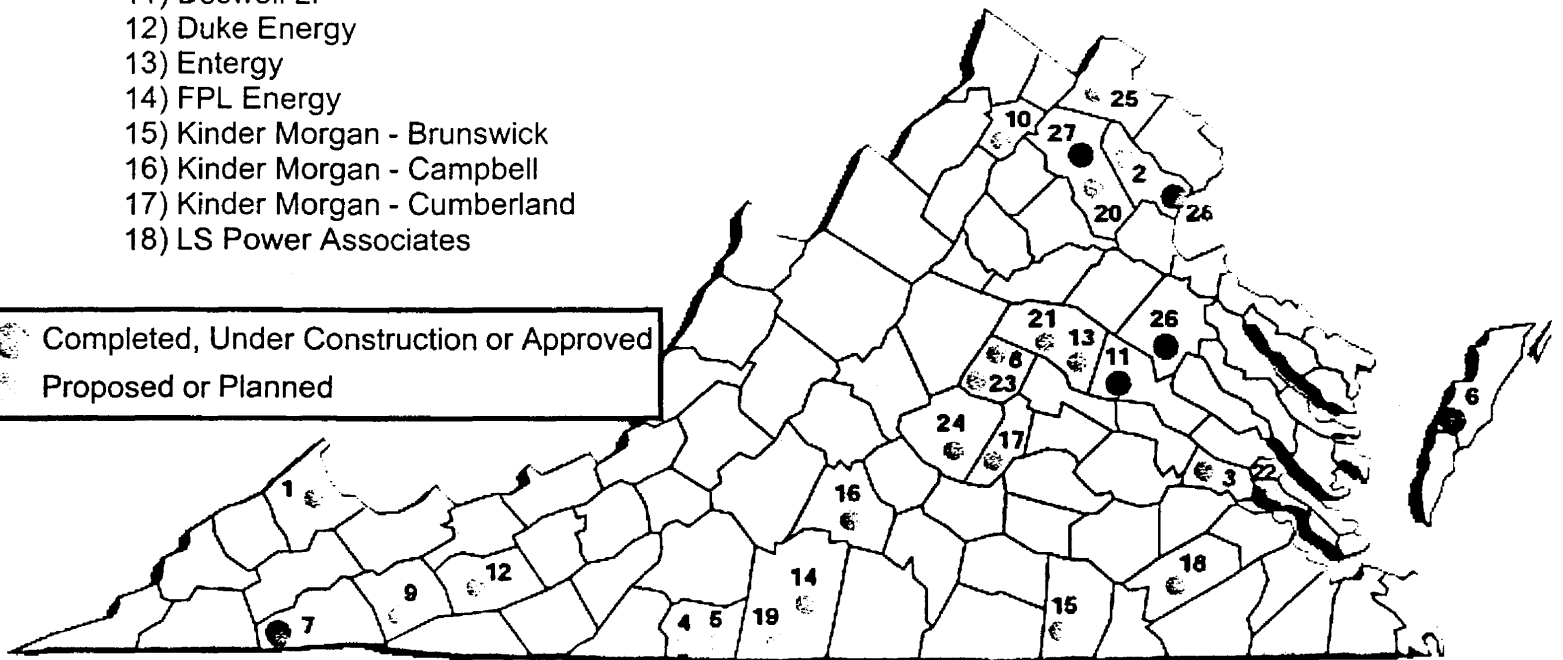 11) Doswell
12) Duke Energy
13) Entergy
14) FPL Energy
15) Kinder Morgan - Brunswick
16) Kinder Morgan - Campbell
17) Kinder Morgan - Cumberland
18) LS Power Associates
Completed, Under Construction or Approved
Proposed or Planned
25
10
27
2
28
20
21
26
13
11
8
23
6
24
17
3
22
16
1
18
12
14
9
15
19
4
5
7